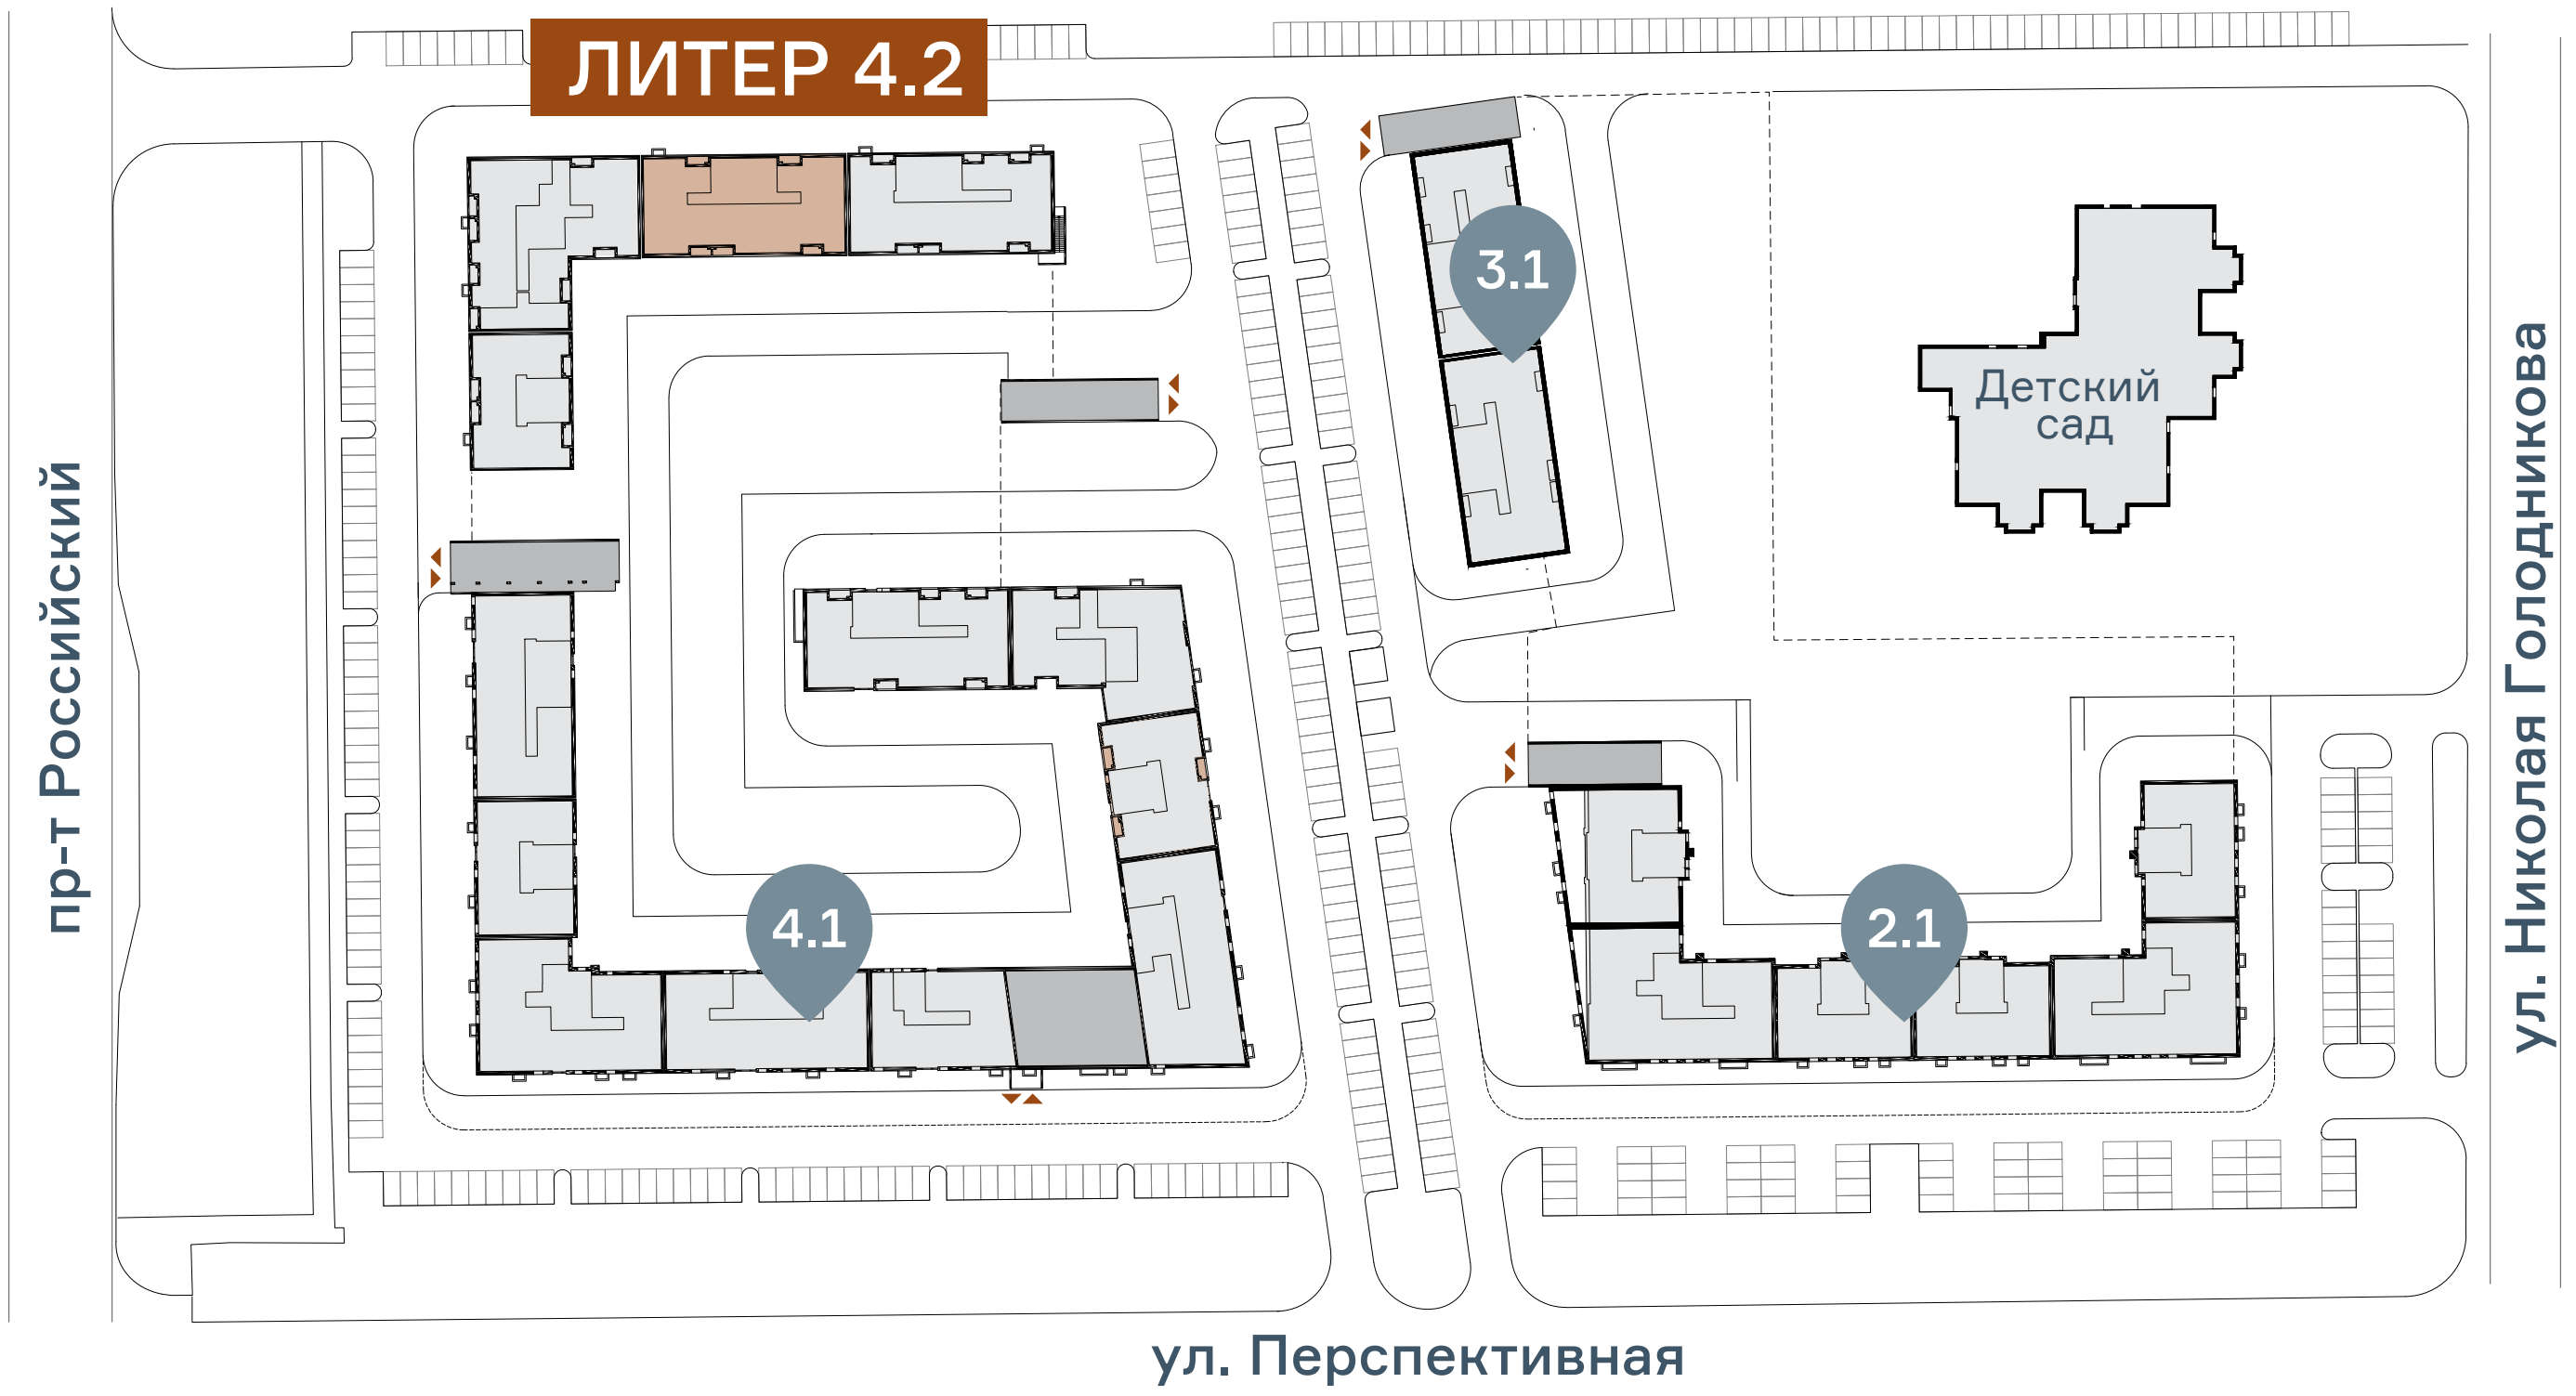 ЛИТЕР 4.2
3.1
Детский
сад
пр-т Российский
ул. Николая Голодникова
4.1
2.1
ул. Перспективная